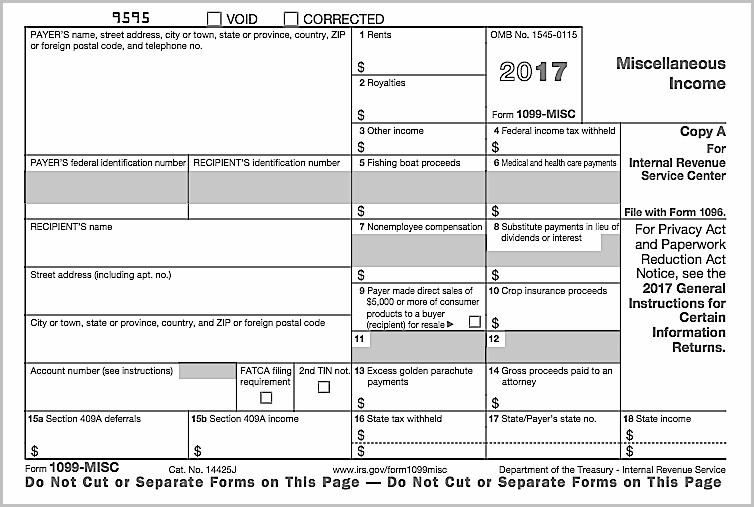 9595 VOID CORRECTED
PAYER'S name, street address, city or town, state or province, country, ZIP
or foreign postal code, and telephone no.
1 Rents
$
2 Royalties
$
OMB No. 1545-0115
2017
Form 1099-MISC
Miscellaneous
Income
3 Other income
$
4 Federal income tax withheld
$
Copy A
For
Internal Revenue
Service Center
File with Form 1096.
PAYER'S federal identification number
RECIPIENT'S identification number
5 Fishing boat proceeds
$
6 Medical and health care payments
$
RECIPIENT'S name
7 Nonemployee compensation
$
8 Substitute payments in lieu of
dividends or interest
$
For Privacy Act
and Paperwork
Reduction Act
Notice, see the
2017 General
Instructions for
Certain
Information
Returns.
Street address (including apt. no.)
9 Payer made direct sales of
$5,000 or more of consumer
products to a buyer
(recipient) for resale ▶
10 Crop insurance proceeds
$
City or town, state or province, country, and ZIP or foreign postal code
11
12
Account number (see instructions)
FATCA filing
requirement
2nd TIN not.
13 Excess golden parachute
payments
$
14 Gross proceeds paid to an
attorney
$
15a Section 409A deferrals
$
15b Section 409A income
$
16 State tax withheld
$
$
17 State/Payer's state no.
18 State income
$
$
Form 1099-MISC Cat. No. 14425J www.irs.gov/form1099misc Department of the Treasury - Internal Revenue Service
Do Not Cut or Separate Forms on This Page — Do Not Cut or Separate Forms on This Page